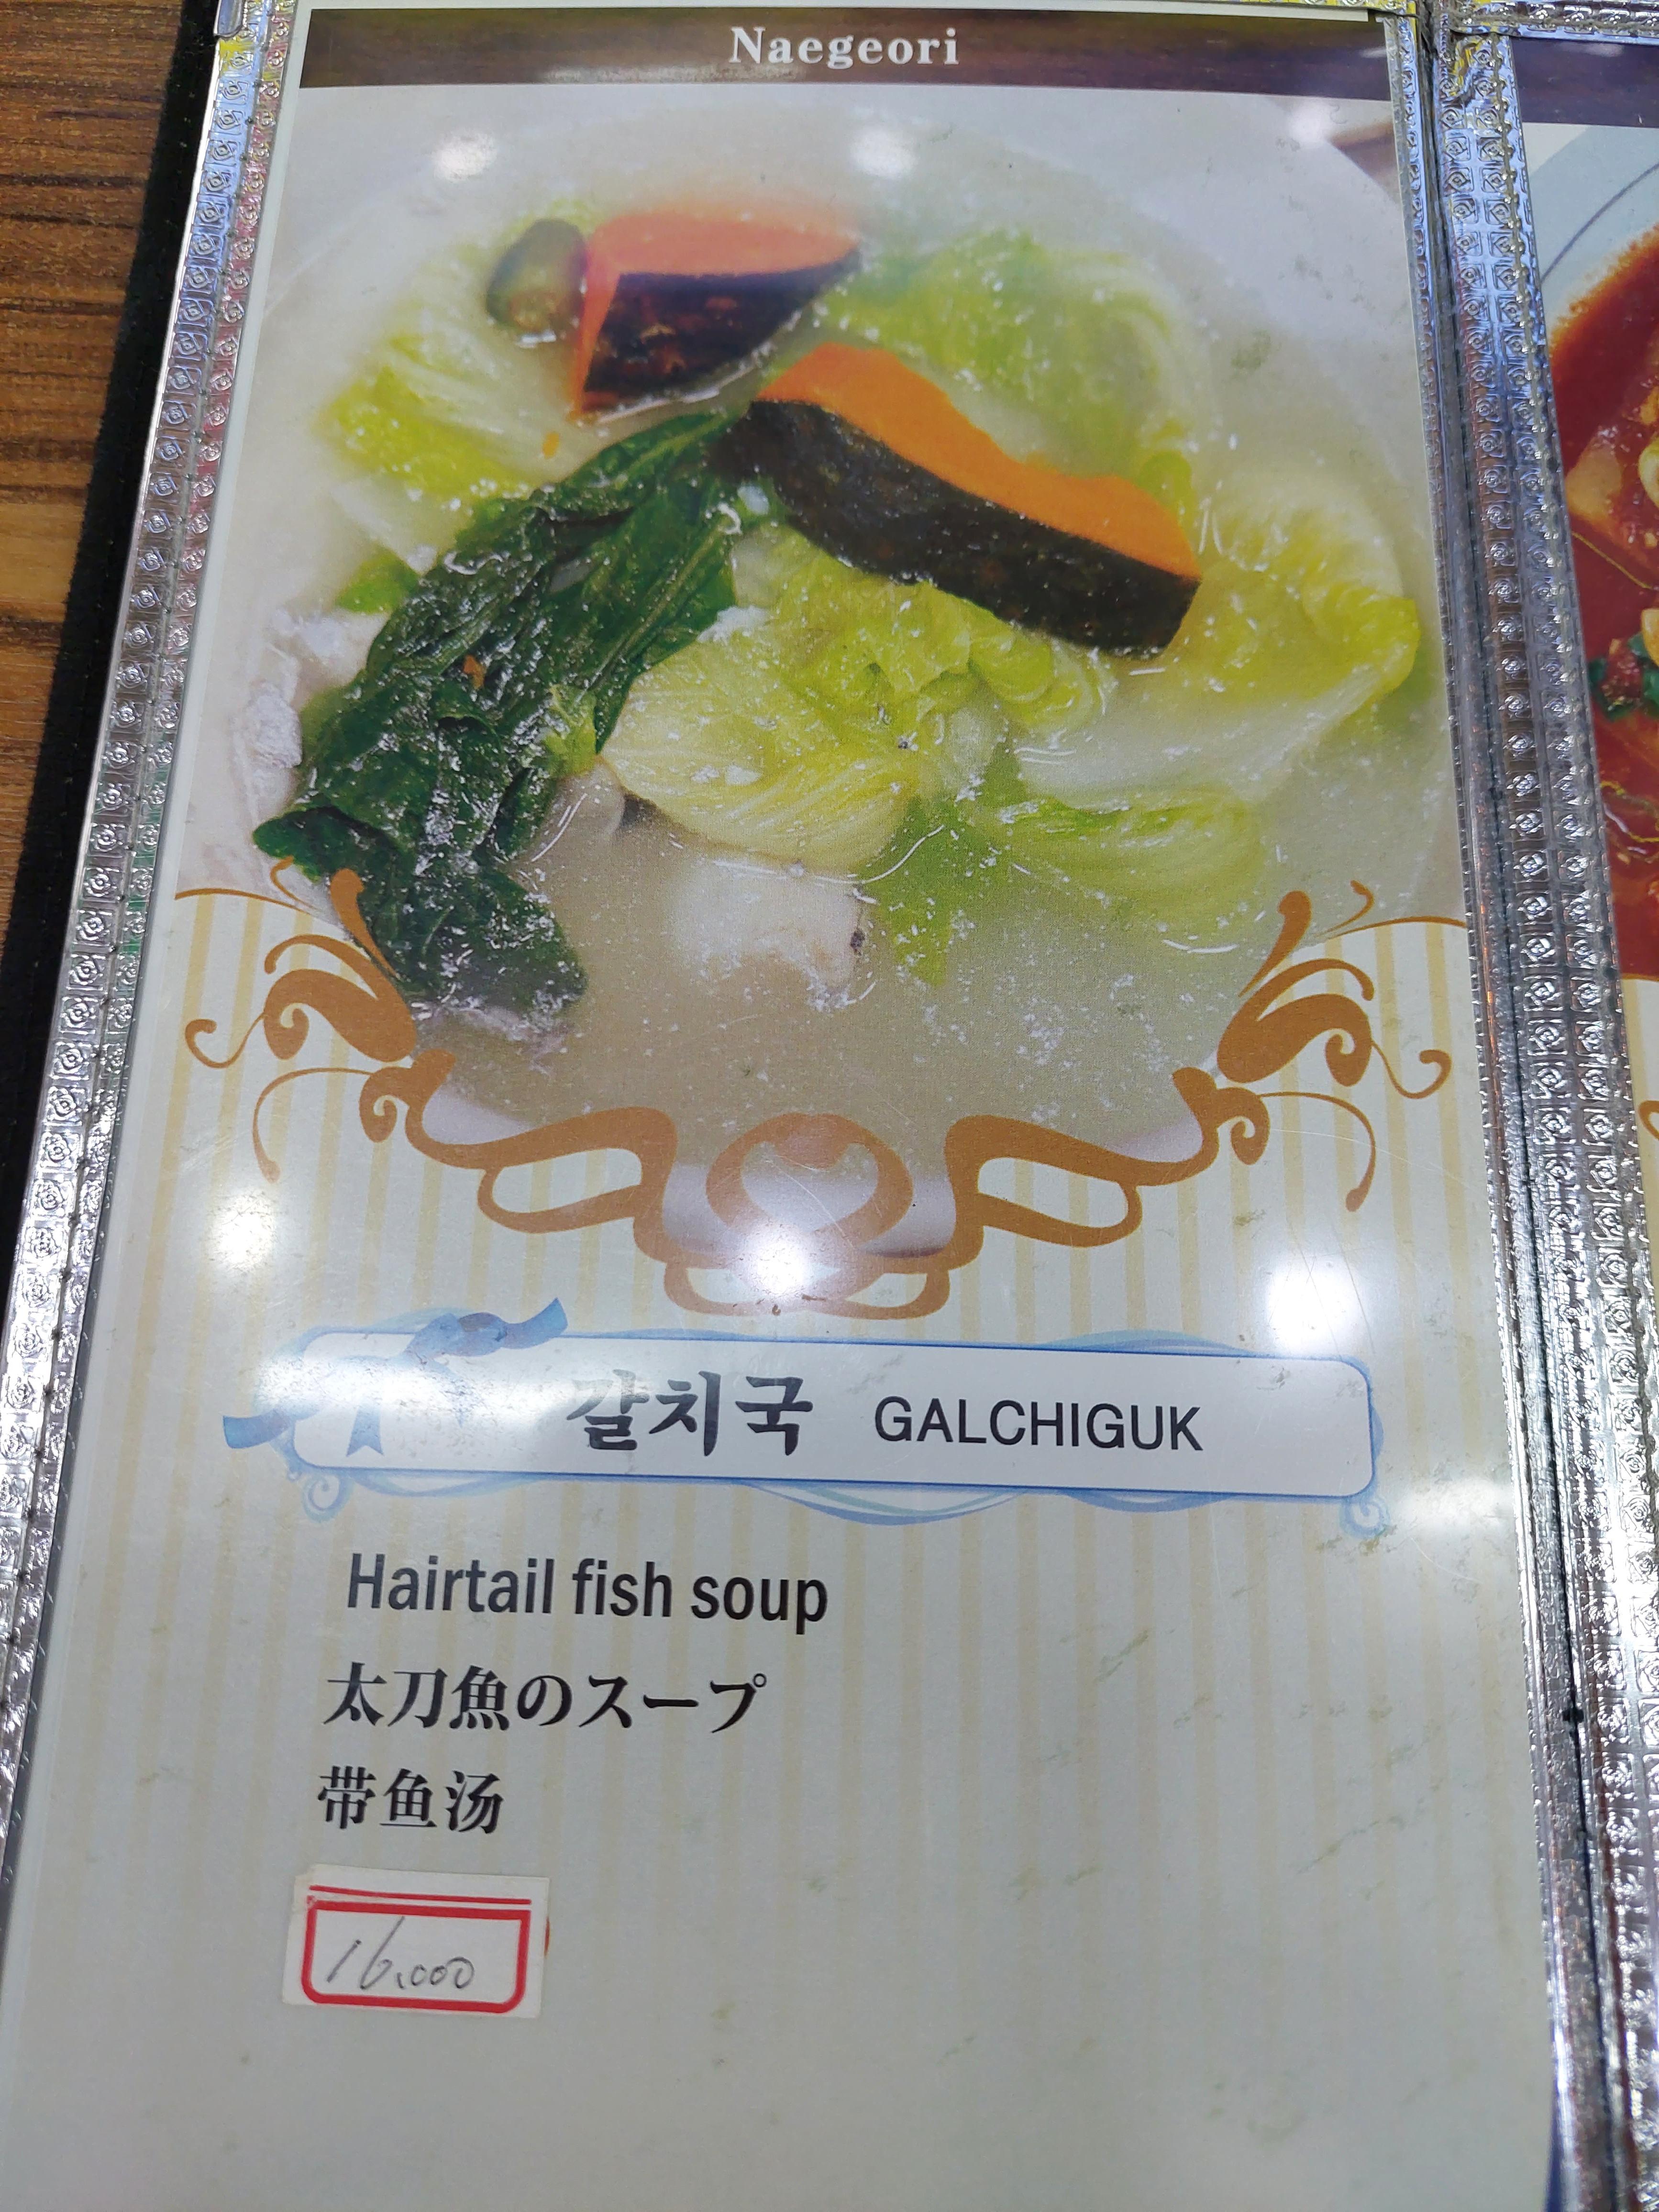 Naegeori
갈치국 GALCHIGUK
Hairtail fish soup
太刀魚のスープ
带鱼汤
16,000